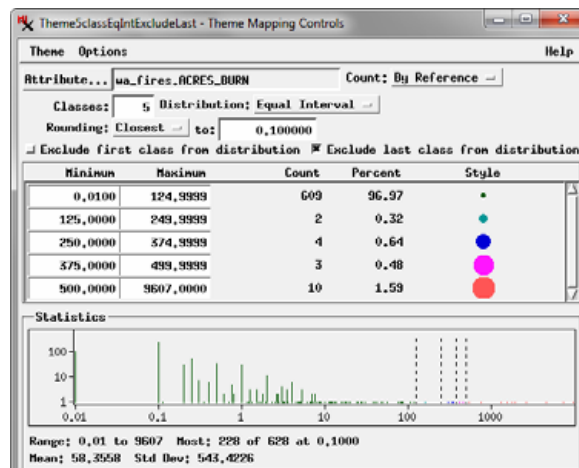 Theme5classEqIntExcludeLast - Theme Mapping Controls
Theme Options Help
Attribute... wa_fires.ACRES_BURN Count: By Reference
Classes: 5 Distribution: Equal Interval
Rounding: Closest to: 0.100000
Exclude first class from distribution Exclude last class from distribution
Minimum Maximum Count Percent Style
0.0100 124.9999 609 96.97
125.0000 249.9999 2 0.32
250.0000 374.9999 4 0.64
375.0000 499.9999 3 0.48
500.0000 9607.0000 10 1.59
Statistics
100
10
1
0.01 0.1 1 10 100 1000
Range: 0.01 to 9607 Most: 228 of 628 at 0.1000
Mean: 58.3558 Std Dev: 543.4226